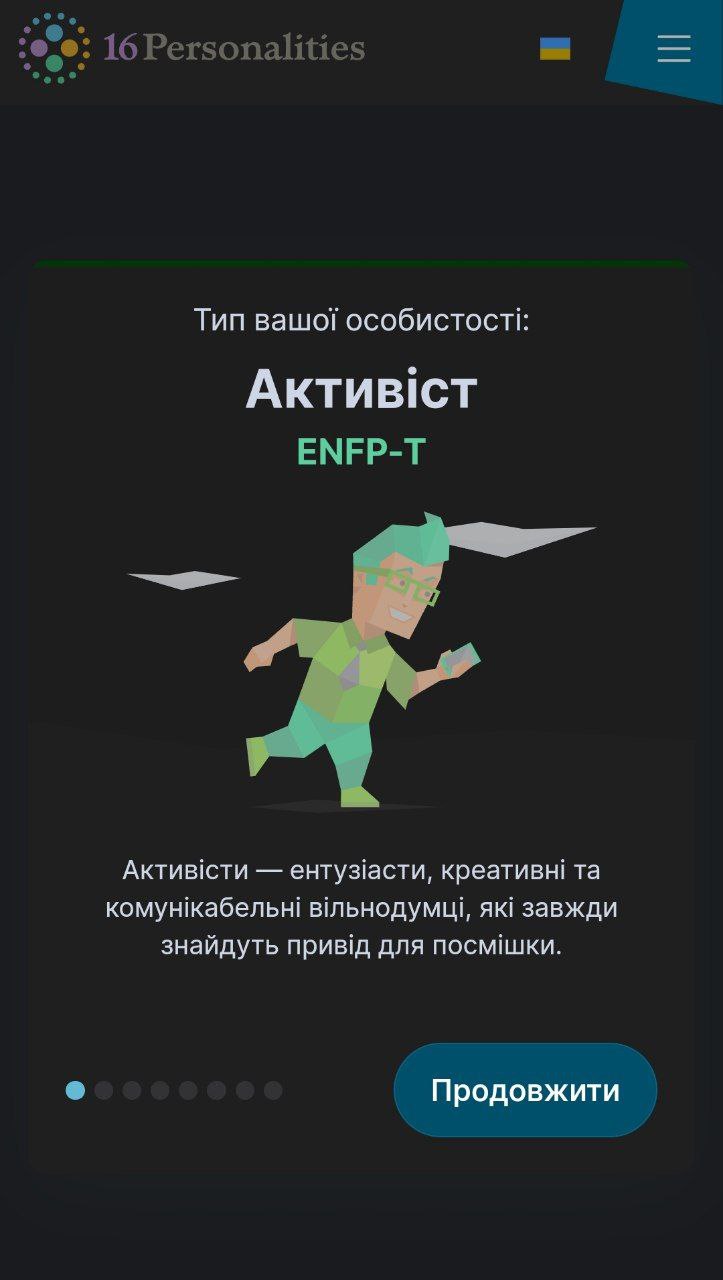 16Personalities
Тип вашої особистості:
Активіст
ENFP-T
Активісти — ентузіасти, креативні та
комунікабельні вільнодумці, які завжди
знайдуть привід для посмішки.
Продовжити